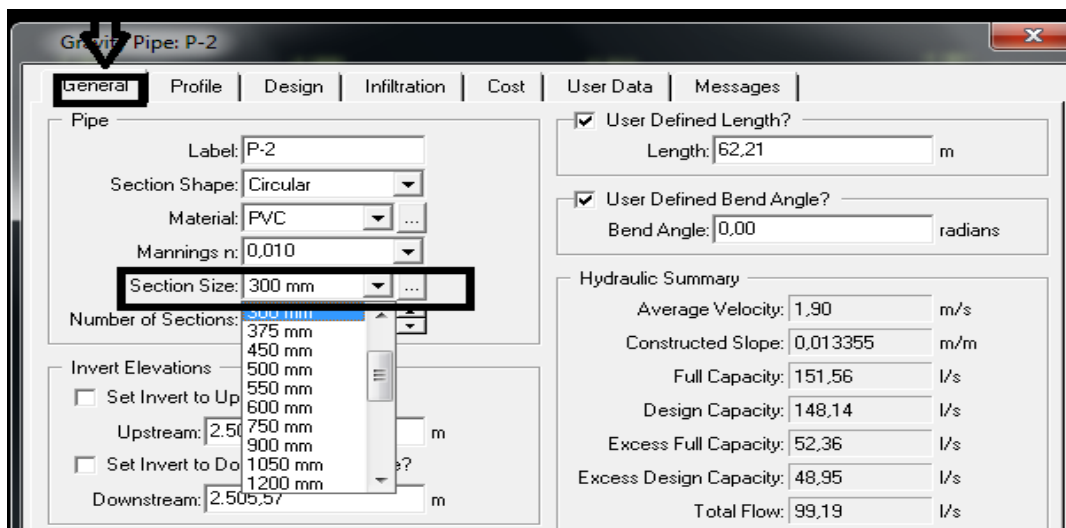 Gravity Pipe: P-2
General Profile Design Infiltration Cost User Data Messages
Pipe
Label: P-2
Section Shape: Circular
Material: PVC ...
Mannings n: 0,010
Section Size: 300 mm ...
Number of Sections:
300 mm
375 mm
450 mm
500 mm
550 mm
600 mm
750 mm
900 mm
1050 mm
1200 mm
Invert Elevations
Set Invert to Up
Upstream: 2.50 m
Set Invert to Do e?
Downstream: 2.505,57 m
User Defined Length?
Length: 62,21 m
User Defined Bend Angle?
Bend Angle: 0,00 radians
Hydraulic Summary
Average Velocity: 1,90 m/s
Constructed Slope: 0,013355 m/m
Full Capacity: 151,56 l/s
Design Capacity: 148,14 l/s
Excess Full Capacity: 52,36 l/s
Excess Design Capacity: 48,95 l/s
Total Flow: 99,19 l/s